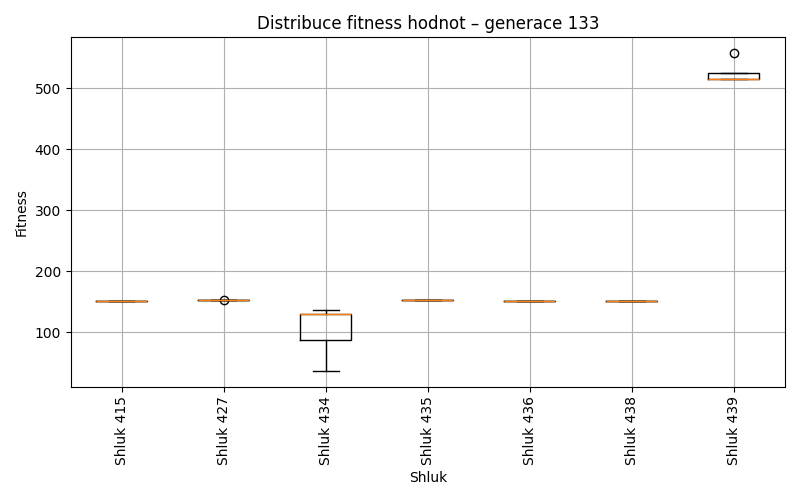 Distribuce fitness hodnot – generace 133
Fitness
500
400
300
200
100
Shluk 415
Shluk 427
Shluk 434
Shluk 435
Shluk 436
Shluk 438
Shluk 439
Shluk